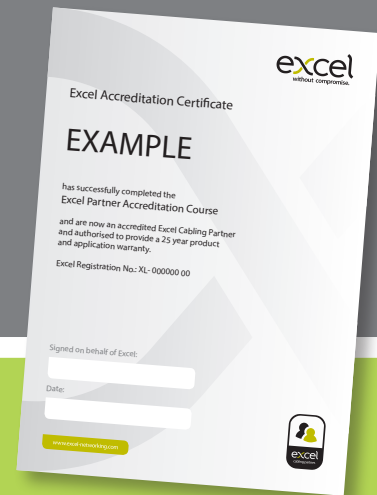 excel
without compromise.
Excel Accreditation Certificate
EXAMPLE
has successfully completed the
Excel Partner Accreditation Course
and are now an accredited Excel Cabling Partner
and authorised to provide a 25 year product
and application warranty.
Excel Registration No.: XL- 000000 00
Signed on behalf of Excel:
Date:
www.excel-networking.com
excel
cabling partner